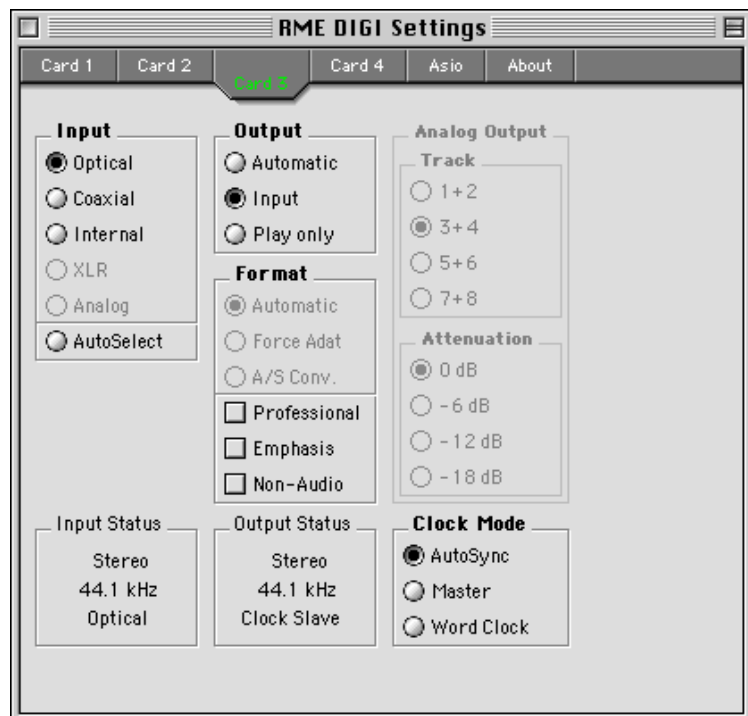 RME DIGI Settings
Card 1
Card 2
Card 3
Card 4
Asio
About
Input
Optical
Coaxial
Internal
XLR
Analog
AutoSelect
Output
Automatic
Input
Play only
Format
Automatic
Force Adat
A/S Conv.
Professional
Emphasis
Non-Audio
Analog Output
Track
1+2
3+4
5+6
7+8
Attenuation
0 dB
-6 dB
-12 dB
-18 dB
Input Status
Stereo
44.1 kHz
Optical
Output Status
Stereo
44.1 kHz
Clock Slave
Clock Mode
AutoSync
Master
Word Clock